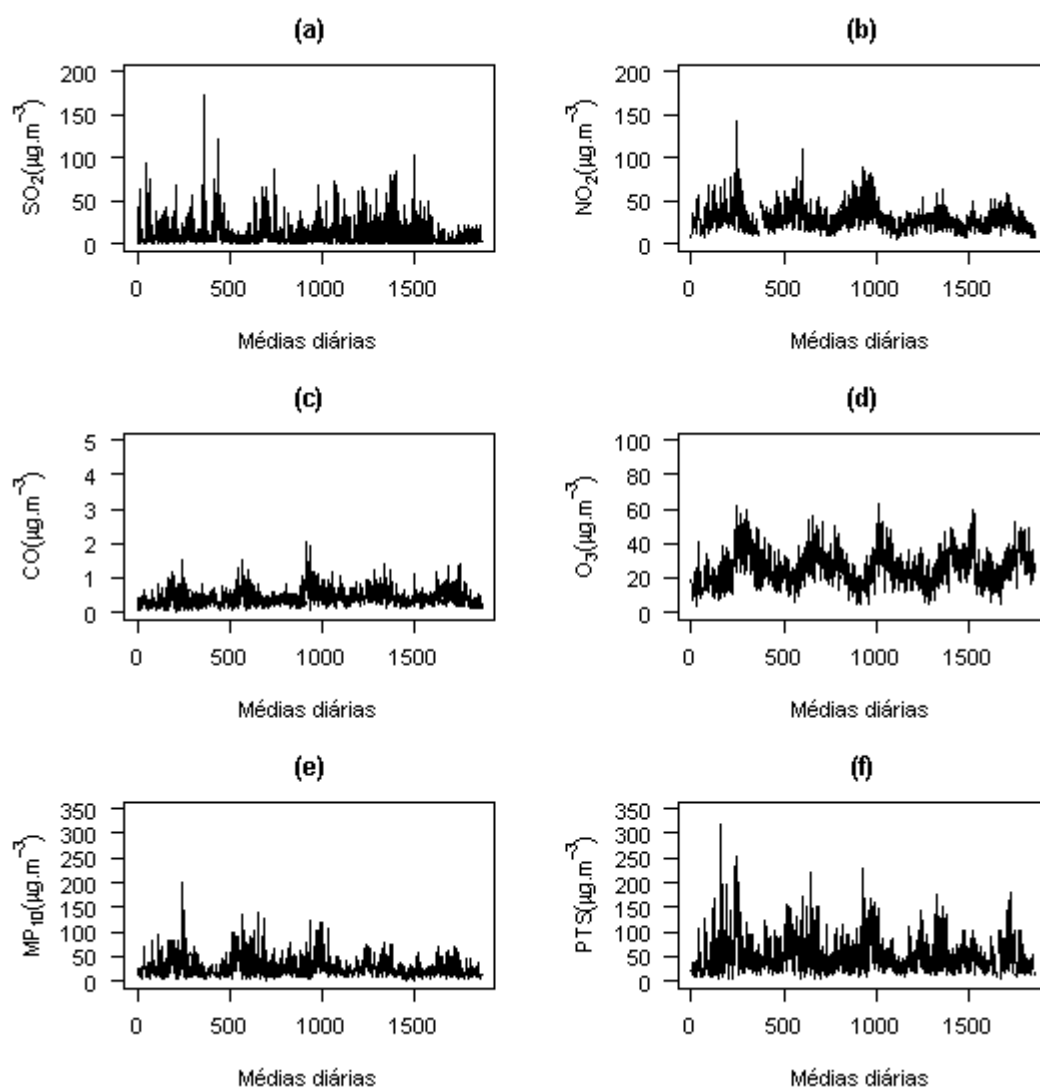 (a)
SO₂(µg.m⁻³)
200
150
100
50
0
0 500 1000 1500
Médias diárias
(b)
NO₂(µg.m⁻³)
200
150
100
50
0
0 500 1000 1500
Médias diárias
(c)
CO(µg.m⁻³)
5
4
3
2
1
0
0 500 1000 1500
Médias diárias
(d)
O₃(µg.m⁻³)
100
80
60
40
20
0
0 500 1000 1500
Médias diárias
(e)
MP₁₀(µg.m⁻³)
350
300
250
200
150
100
50
0
0 500 1000 1500
Médias diárias
(f)
PTS(µg.m⁻³)
350
300
250
200
150
100
50
0
0 500 1000 1500
Médias diárias